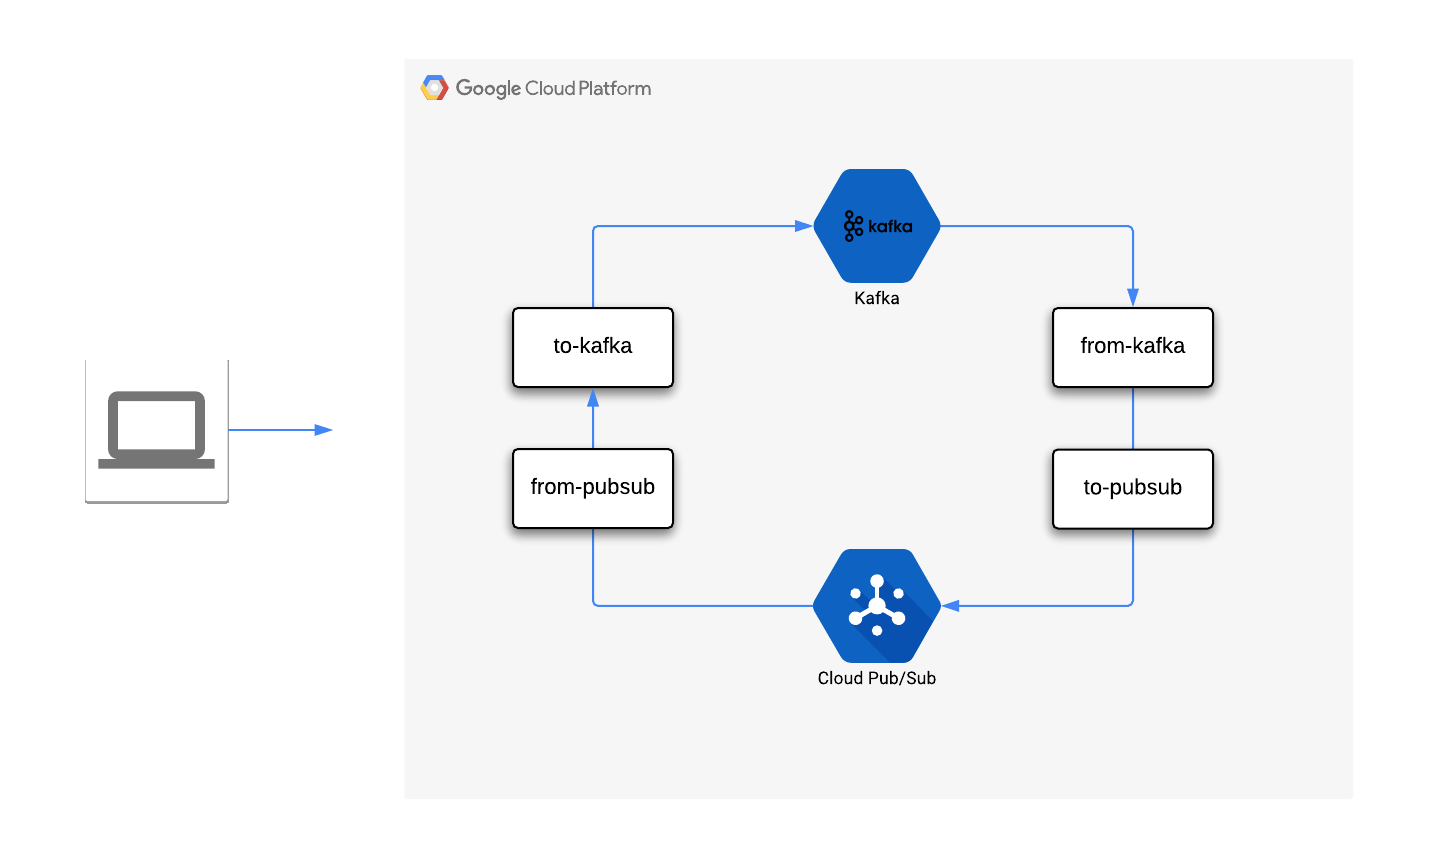 Google Cloud Platform
kafka
Kafka
to-kafka
from-kafka
from-pubsub
to-pubsub
Cloud Pub/Sub